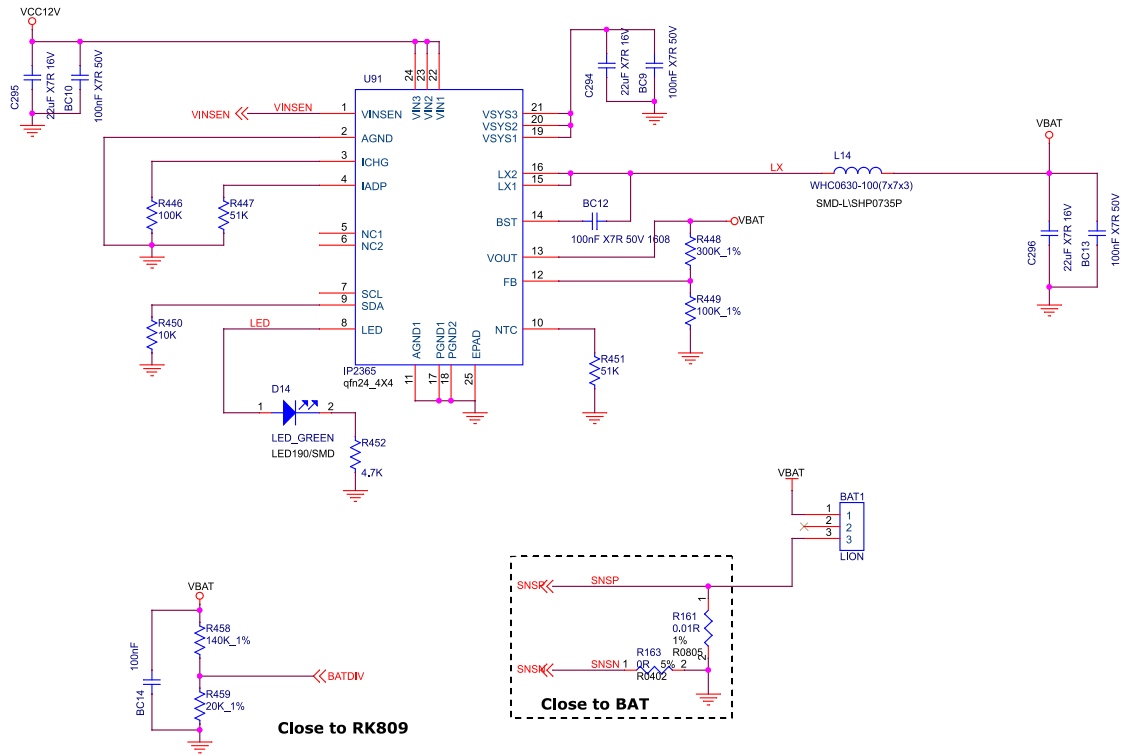 VCC12V
C295
22uF X7R 16V
BC10
100nF X7R 50V
U91
24
23
22
VIN3
VIN2
VIN1
VINSEN
VINSEN
1
VINSEN
2
AGND
3
ICHG
4
IADP
R446
100K
R447
51K
5
NC1
6
NC2
7
SCL
9
SDA
8
LED
R450
10K
LED
AGND1
PGND1
PGND2
EPAD
11
17
18
25
IP2365
qfn24_4X4
D14
1
2
LED_GREEN
LED190/SMD
R452
4.7K
VSYS3
21
VSYS2
20
VSYS1
19
LX2
16
LX1
15
BST
14
VOUT
13
FB
12
NTC
10
C294
22uF X7R 16V
BC9
100nF X7R 50V
BC12
100nF X7R 50V 1608
VBAT
R448
300K_1%
R449
100K_1%
R451
51K
LX
L14
WHC0630-100(7x7x3)
SMD-L\SHP0735P
VBAT
C296
22uF X7R 16V
BC13
100nF X7R 50V
VBAT
BAT1
1
1
2
2
3
3
LION
SNSP
SNSP
1
R161
0.01R
1%
R0805
2
SNSN
SNSN
1
R163
0R
5%
2
R0402
Close to BAT
VBAT
100nF
BC14
R458
140K_1%
R459
20K_1%
BATDIV
Close to RK809